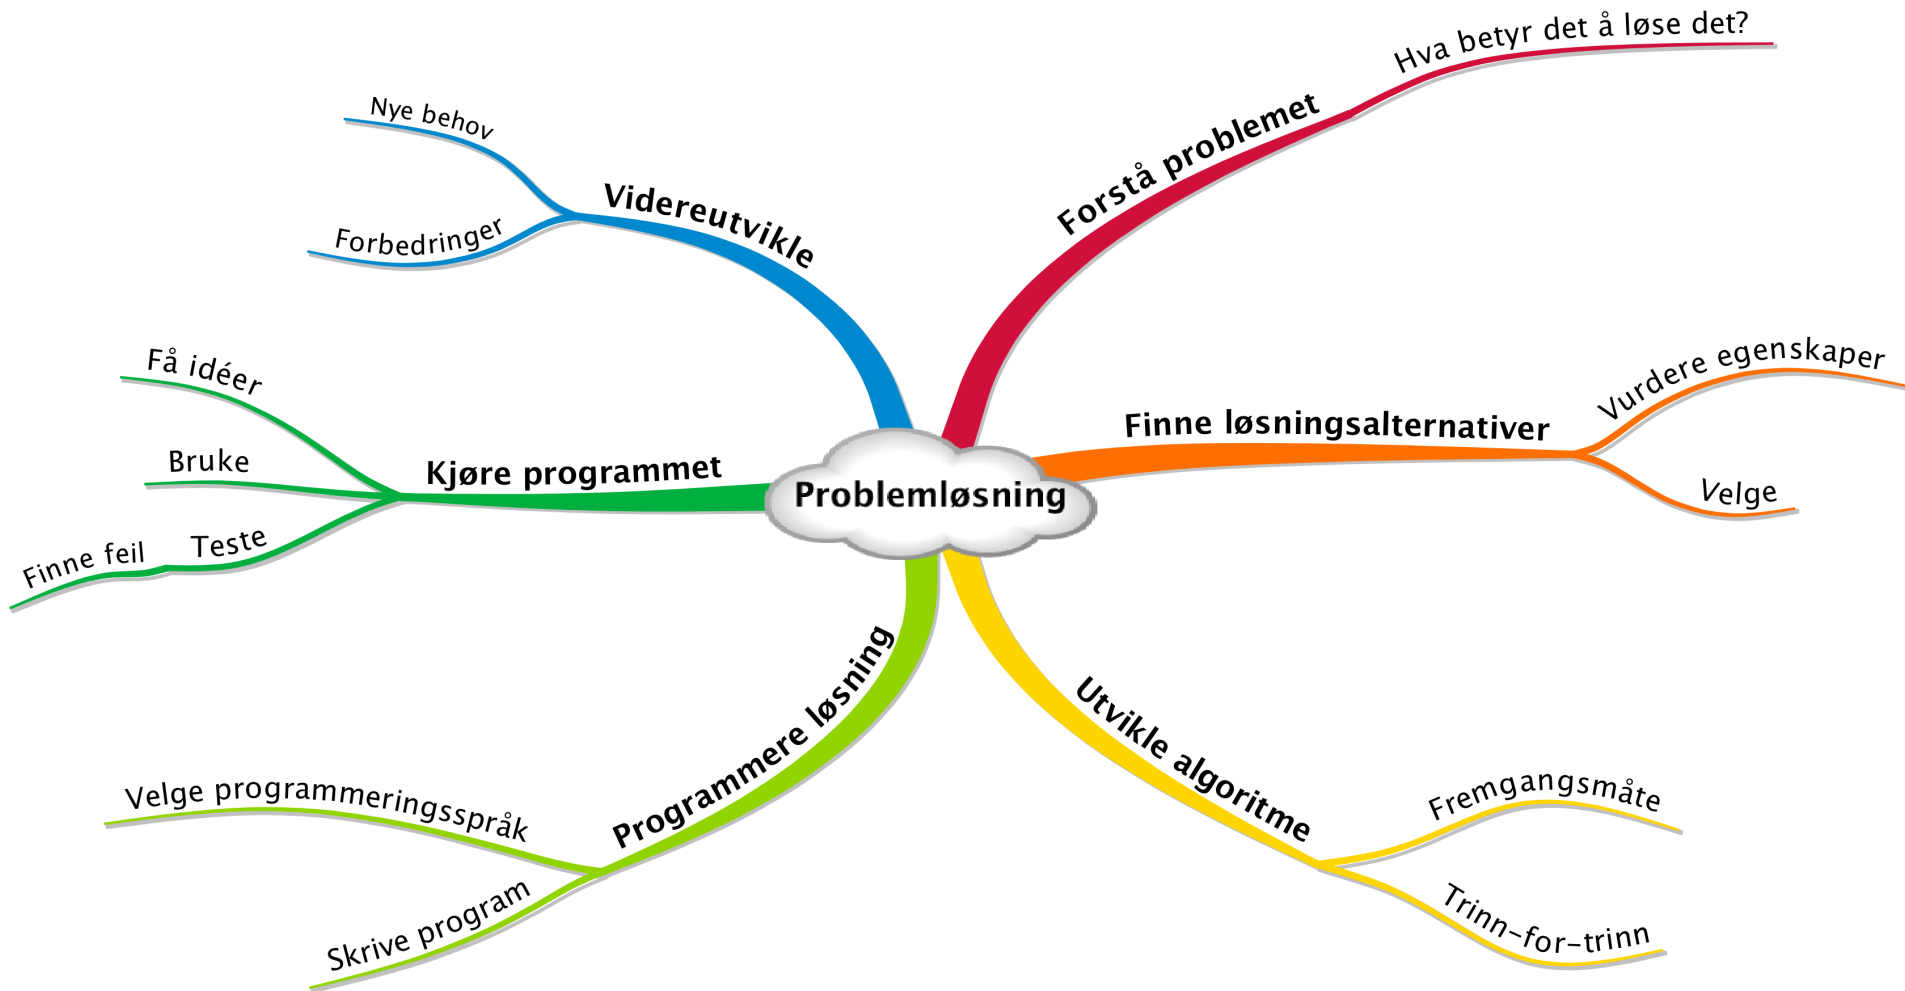 Problemløsning
Forstå problemet
Hva betyr det å løse det?
Finne løsningsalternativer
Vurdere egenskaper
Velge
Utvikle algoritme
Fremgangsmåte
Trinn-for-trinn
Programmere løsning
Velge programmeringsspråk
Skrive program
Kjøre programmet
Få idéer
Bruke
Teste
Finne feil
Videreutvikle
Nye behov
Forbedringer